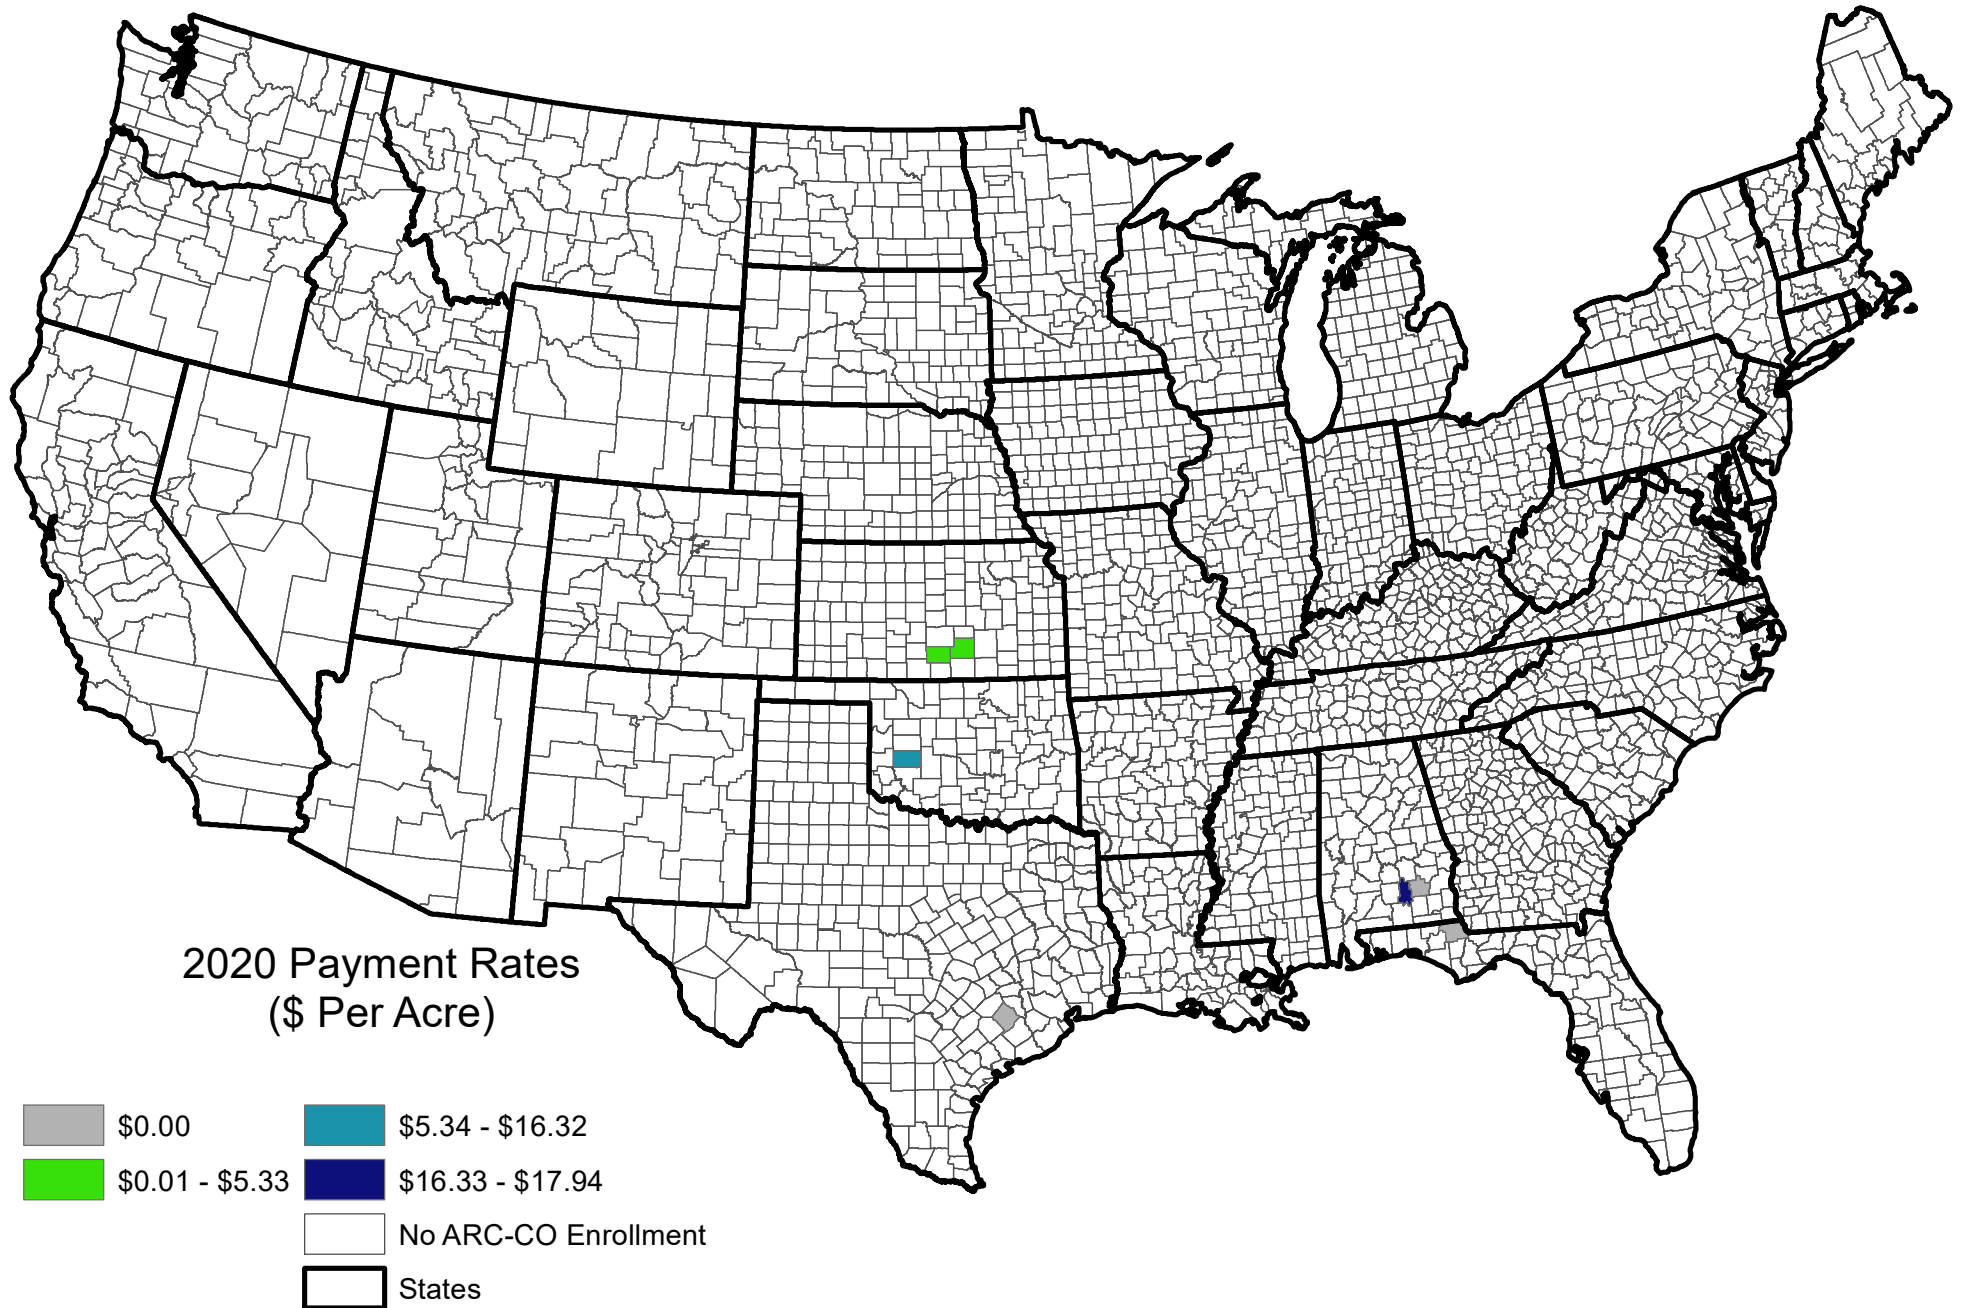 2020 Payment Rates
($ Per Acre)
$0.00
$0.01 - $5.33
$5.34 - $16.32
$16.33 - $17.94
No ARC-CO Enrollment
States